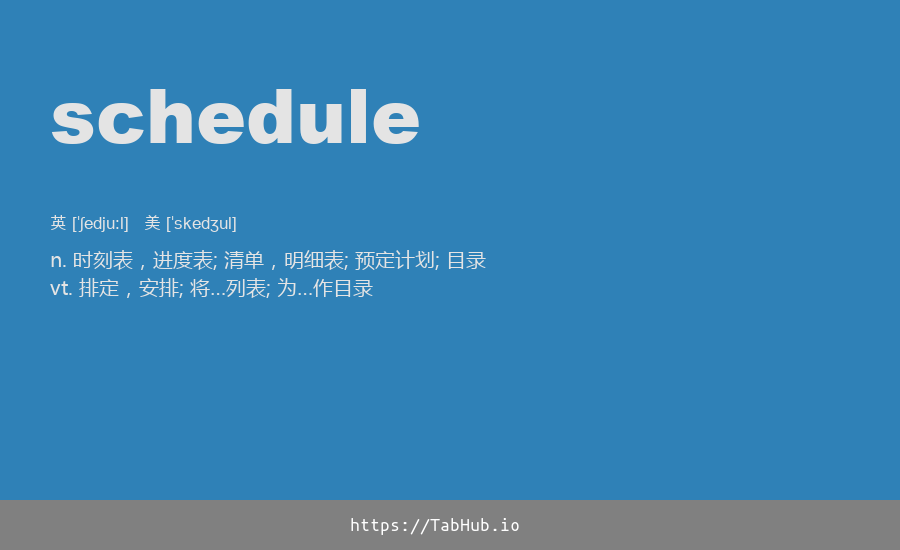 schedule
英 [ˈʃedjuːl] 美 [ˈskedʒul]
n. 时刻表，进度表; 清单，明细表; 预定计划; 目录
vt. 排定，安排; 将…列表; 为…作目录
https://TabHub.io